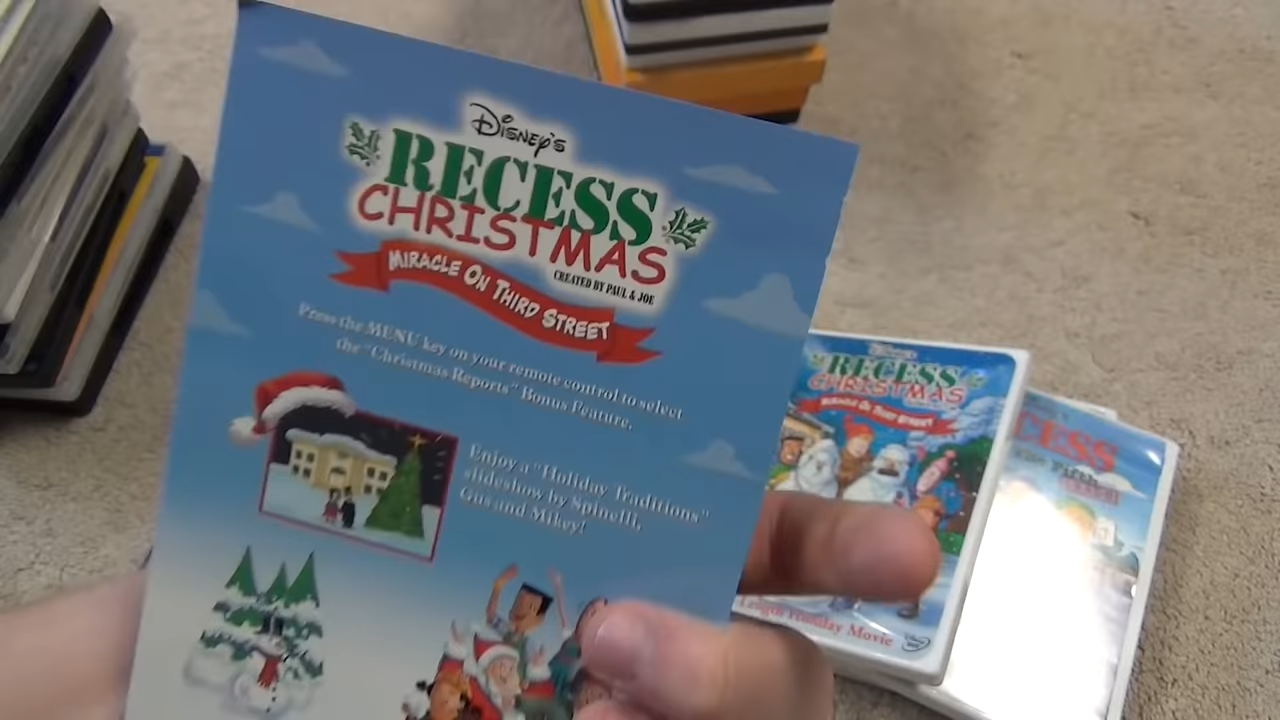 DISNEY'S
RECESS
CHRISTMAS
CREATED BY PAUL & JOE
MIRACLE ON THIRD STREET
Press the MENU key on your remote control to select
the "Christmas Reports" Bonus Feature.
Enjoy a "Holiday Traditions"
slideshow by Spinelli,
Gus and Mikey!
DISNEY'S
RECESS
CHRISTMAS
MIRACLE ON THIRD STREET
Length Holiday Movie
CESS